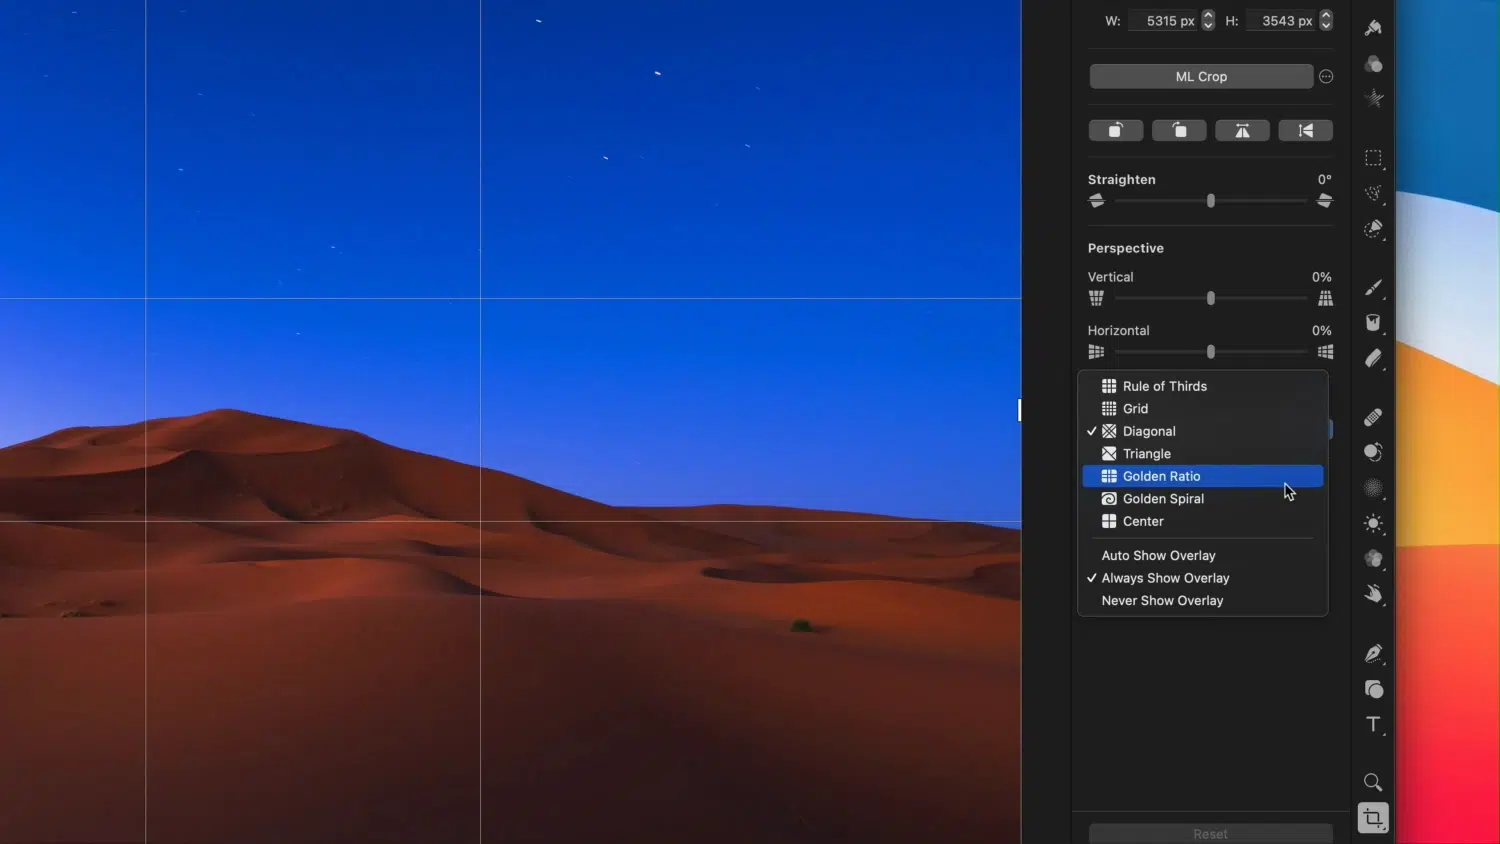 W: 5315 px H: 3543 px
ML Crop
Straighten 0°
Perspective
Vertical 0%
Horizontal 0%
Rule of Thirds
Grid
Diagonal
Triangle
Golden Ratio
Golden Spiral
Center
Auto Show Overlay
Always Show Overlay
Never Show Overlay
T
Reset